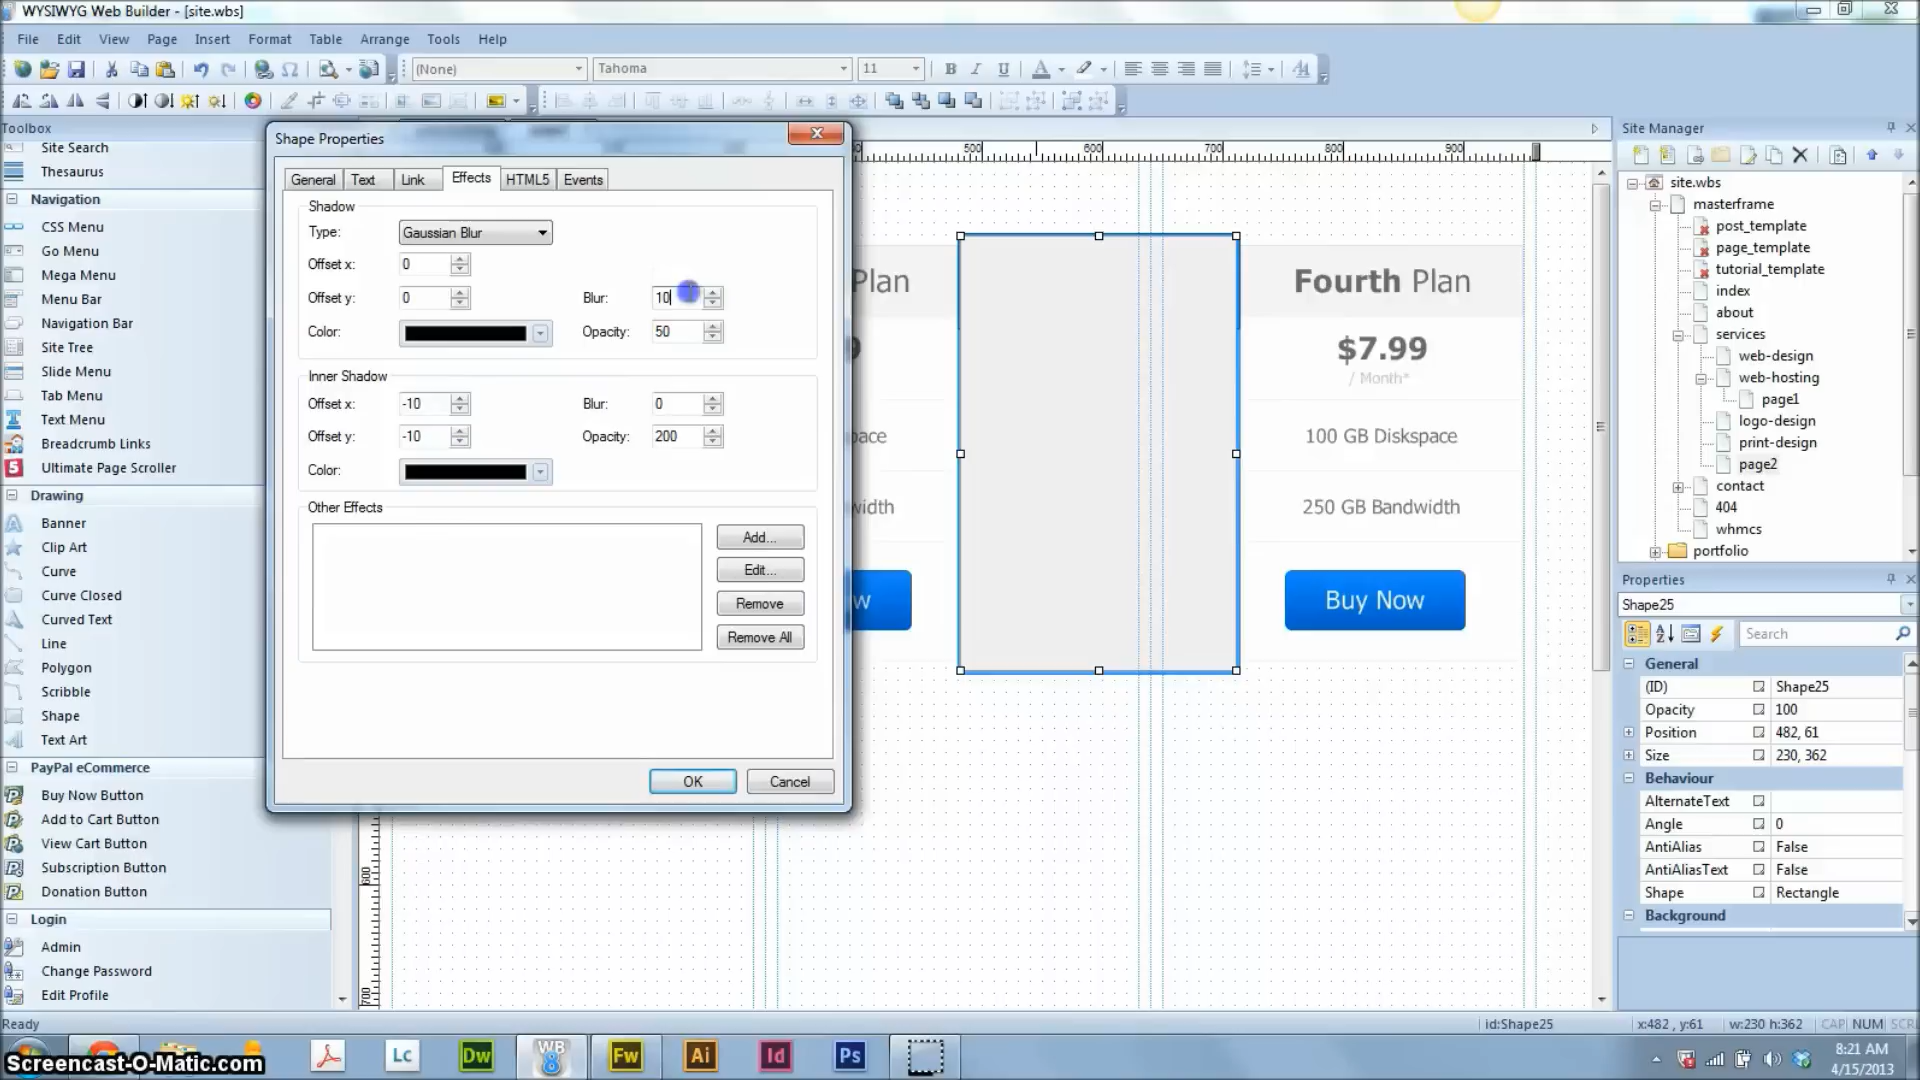 WYSIWYG Web Builder - [site.wbs]
File Edit View Page Insert Format Table Arrange Tools Help
(None) Tahoma 11 B I U A
Toolbox
Site Search
Thesaurus
Navigation
CSS Menu
Go Menu
Mega Menu
Menu Bar
Navigation Bar
Site Tree
Slide Menu
Tab Menu
Text Menu
Breadcrumb Links
Ultimate Page Scroller
Drawing
Banner
Clip Art
Curve
Curve Closed
Curved Text
Line
Polygon
Scribble
Shape
Text Art
PayPal eCommerce
Buy Now Button
Add to Cart Button
View Cart Button
Subscription Button
Donation Button
Login
Admin
Change Password
Edit Profile
Shape Properties
General Text Link Effects HTML5 Events
Shadow
Type: Gaussian Blur
Offset x: 0
Offset y: 0 Blur: 10
Color: Opacity: 50
Inner Shadow
Offset x: -10 Blur: 0
Offset y: -10 Opacity: 200
Color:
Other Effects
Add...
Edit...
Remove
Remove All
OK Cancel
500 600 700 800 900
600
700
Plan
9
pace
width
w
Fourth Plan
$7.99
/ Month*
100 GB Diskspace
250 GB Bandwidth
Buy Now
Site Manager
site.wbs
masterframe
post_template
page_template
tutorial_template
index
about
services
web-design
web-hosting
page1
logo-design
print-design
page2
contact
404
whmcs
portfolio
Properties
Shape25
Search
General
(ID) Shape25
Opacity 100
Position 482, 61
Size 230, 362
Behaviour
AlternateText
Angle 0
AntiAlias False
AntiAliasText False
Shape Rectangle
Background
Ready id:Shape25 x:482 , y:61 w:230 h:362 CAP NUM SCRL
Lc Dw WB 8 Fw Ai Id Ps
8:21 AM
4/15/2013
Screencast-O-Matic.com